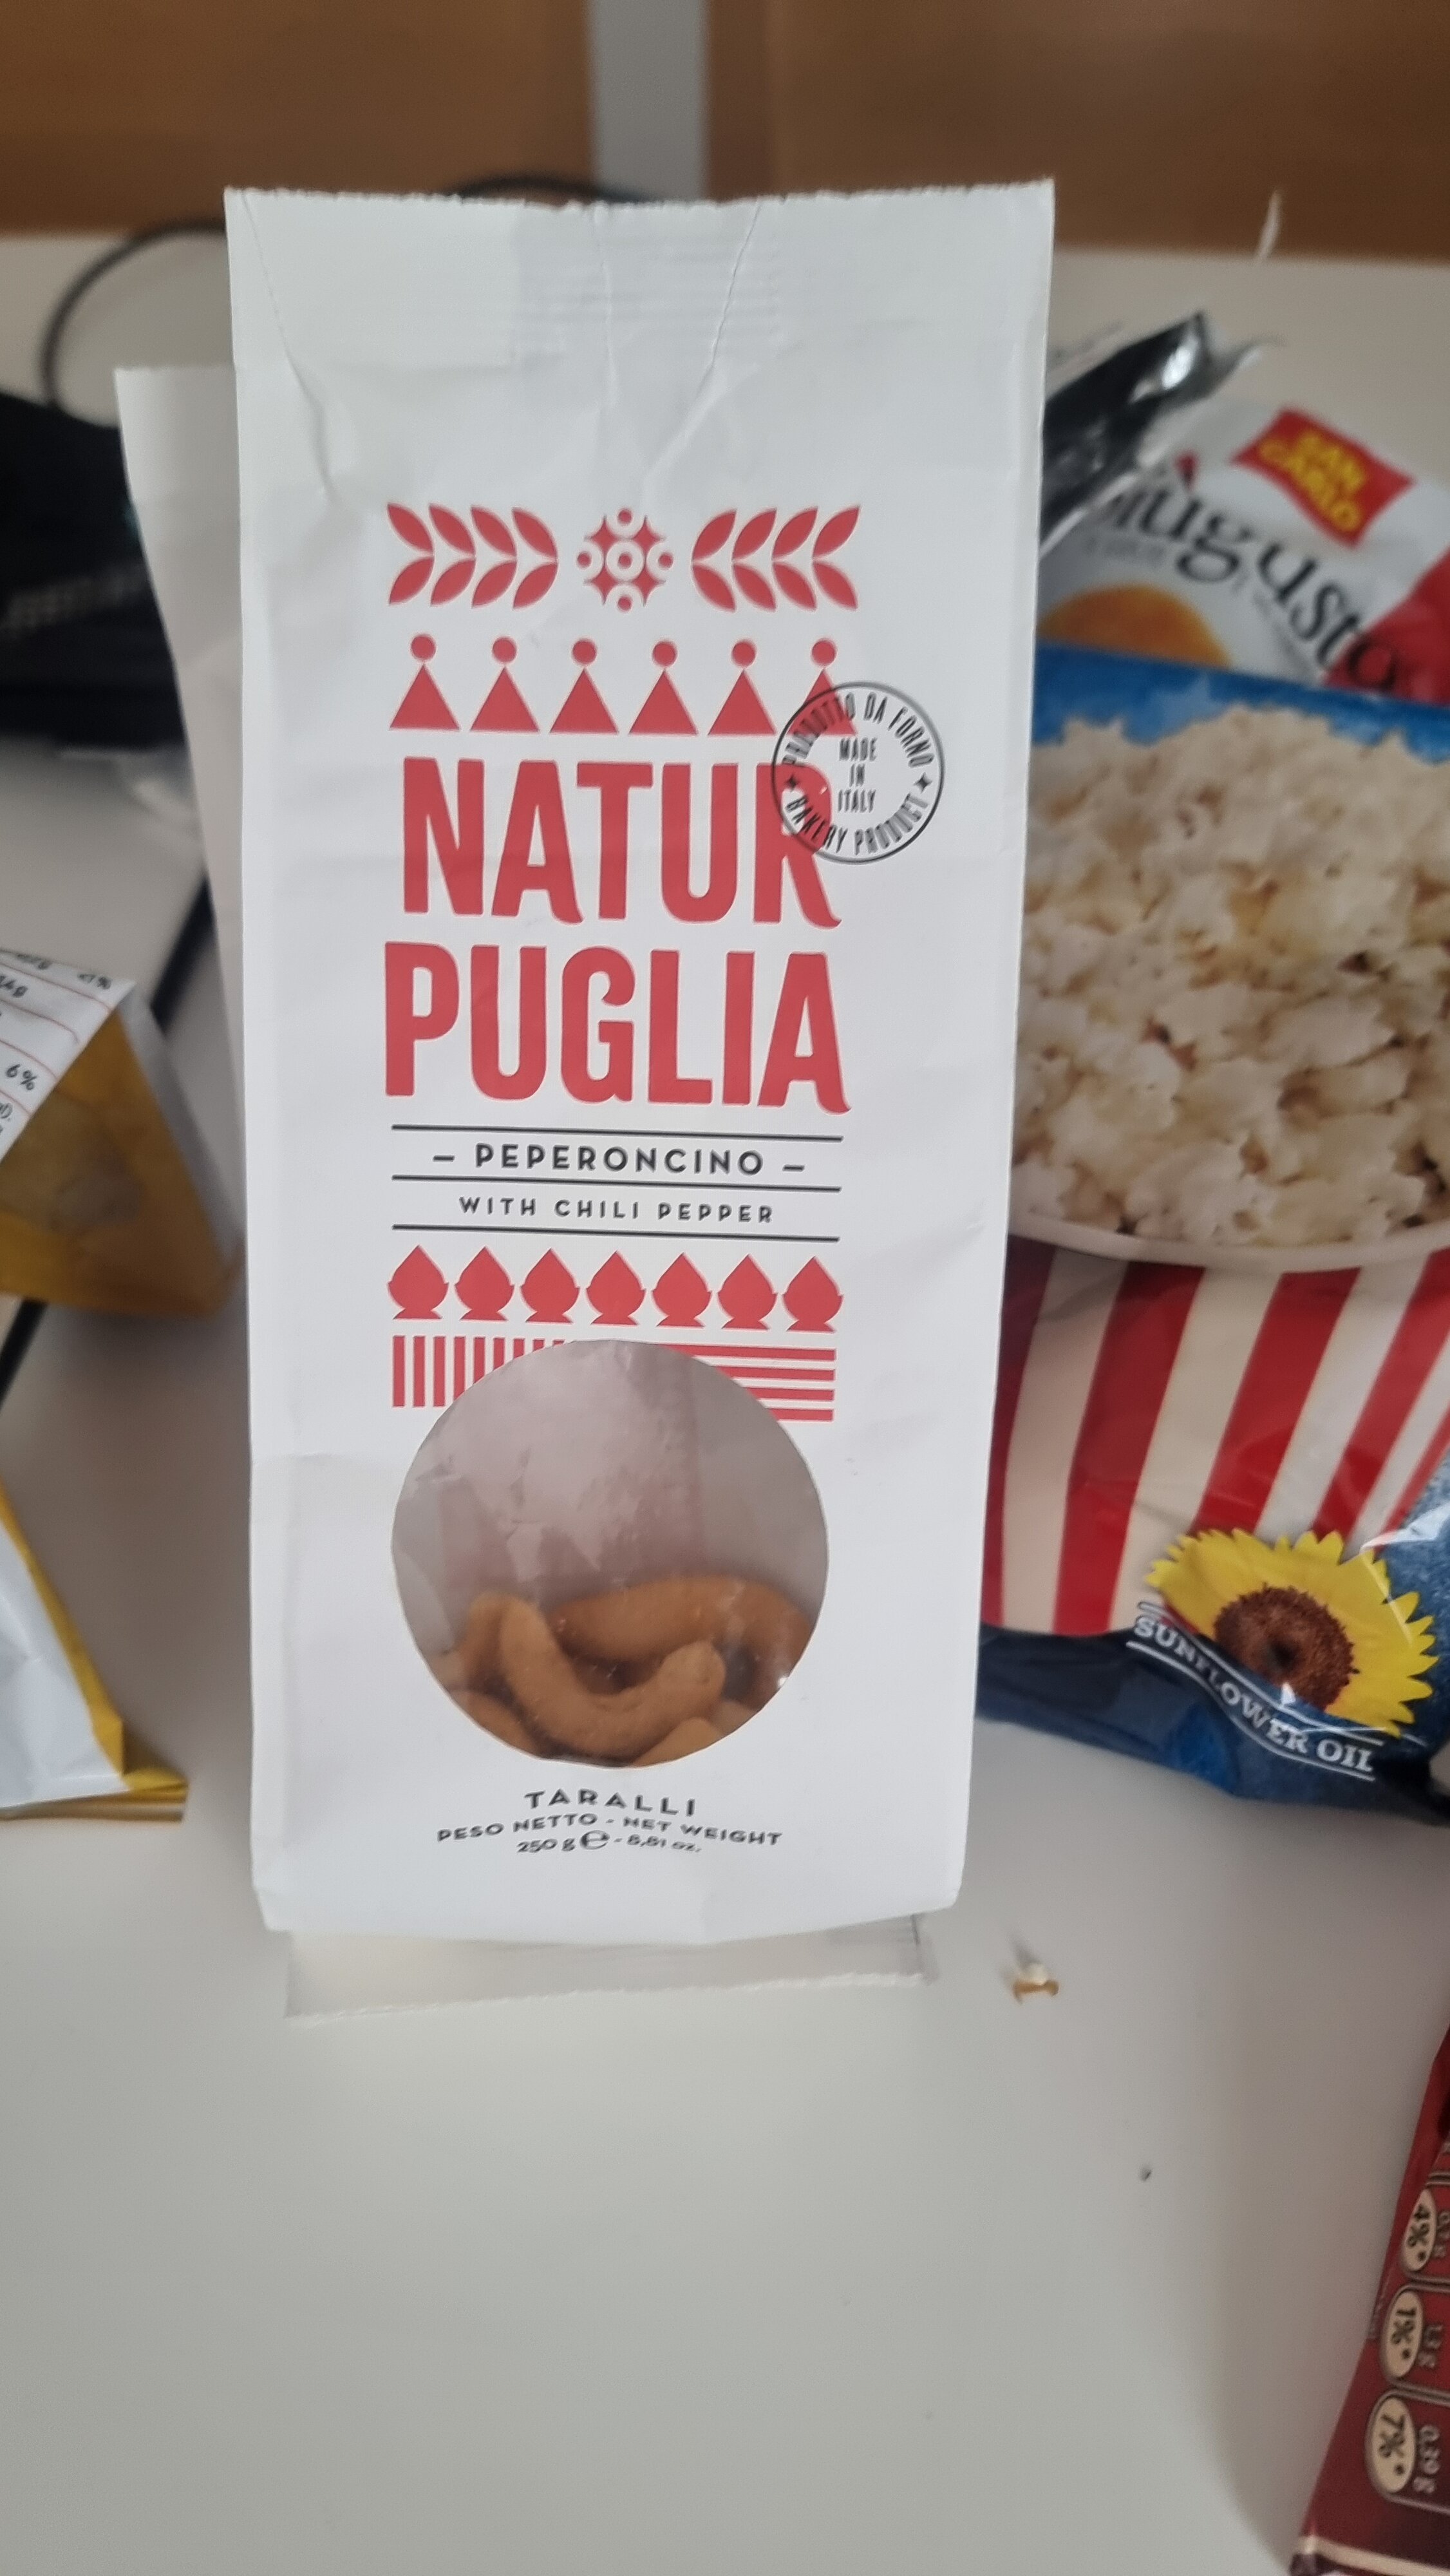 NATUR
PUGLIA
– PEPERONCINO –
WITH CHILI PEPPER
PRODOTTO DA FORNO
MADE
IN
ITALY
BAKERY PRODUCT
TARALLI
PESO NETTO - NET WEIGHT
250 g ℮ - 8,81 oz.
SAN
CARLO
SUNFLOWER OIL
6%
4%*
1%*
7%*